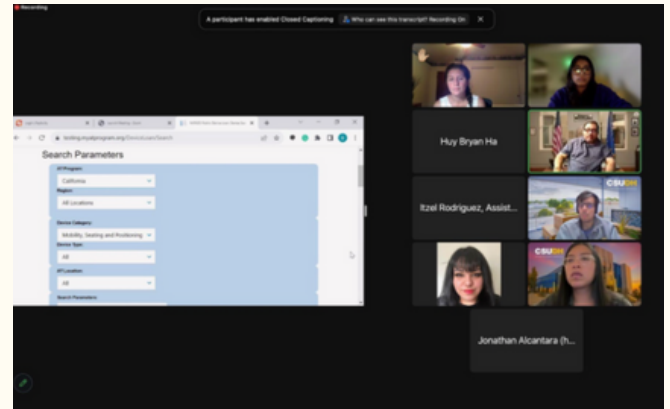 Recording
A participant has enabled Closed Captioning
Who can see this transcript? Recording On
Search Parameters
AT Program:
California
Region:
All Locations
Device Category:
Mobility, Seating and Positioning
Device Type:
All
AT Location:
All
Search Parameters
Huy Bryan Ha
Itzel Rodriguez, Assist...
CSUDH
CSUDH
Jonathan Alcantara (h...